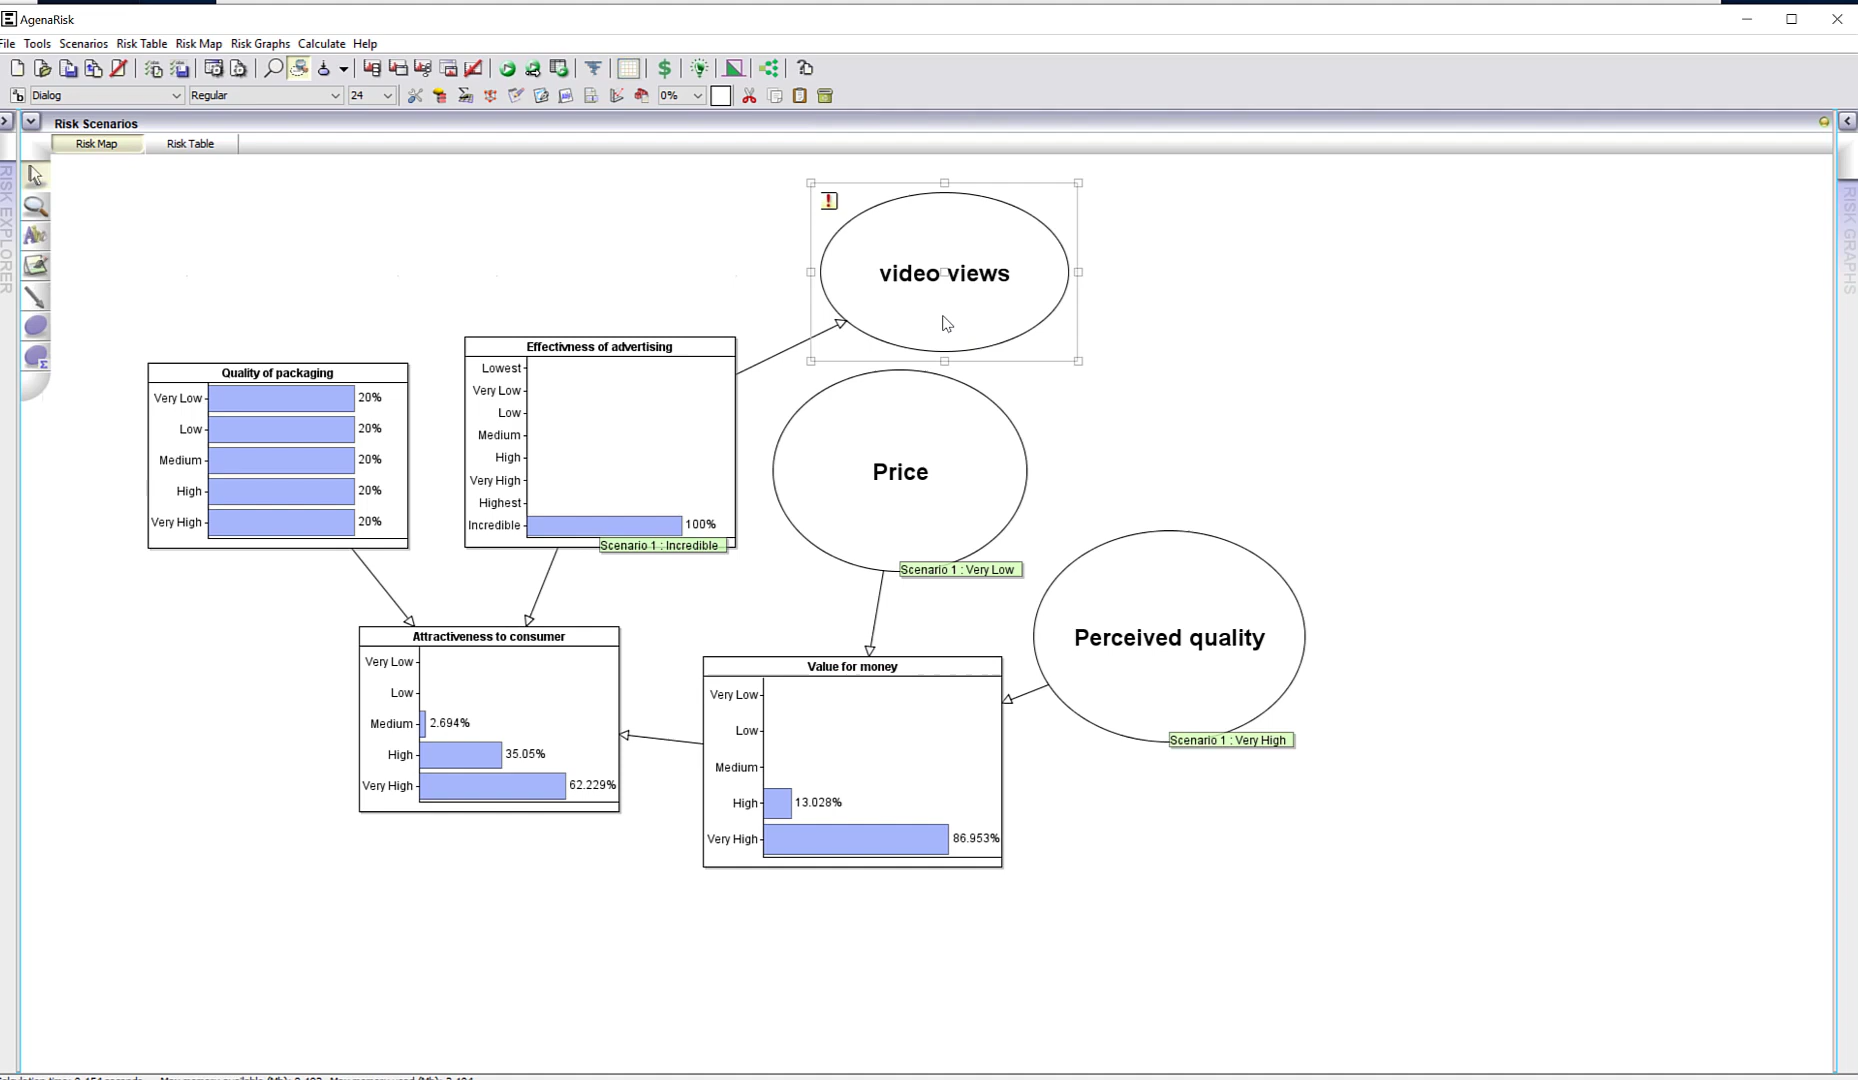 AgenaRisk
File Tools Scenarios Risk Table Risk Map Risk Graphs Calculate Help
Dialog Regular 24 0%
Risk Scenarios
Risk Map Risk Table
RISK EXPLORER
RISK GRAPHS
video views
Effectivness of advertising
Lowest
Very Low
Low
Medium
High
Very High
Highest
Incredible 100%
Scenario 1 : Incredible
Quality of packaging
Very Low 20%
Low 20%
Medium 20%
High 20%
Very High 20%
Price
Scenario 1 : Very Low
Perceived quality
Scenario 1 : Very High
Attractiveness to consumer
Very Low
Low
Medium 2.694%
High 35.05%
Very High 62.229%
Value for money
Very Low
Low
Medium
High 13.028%
Very High 86.953%